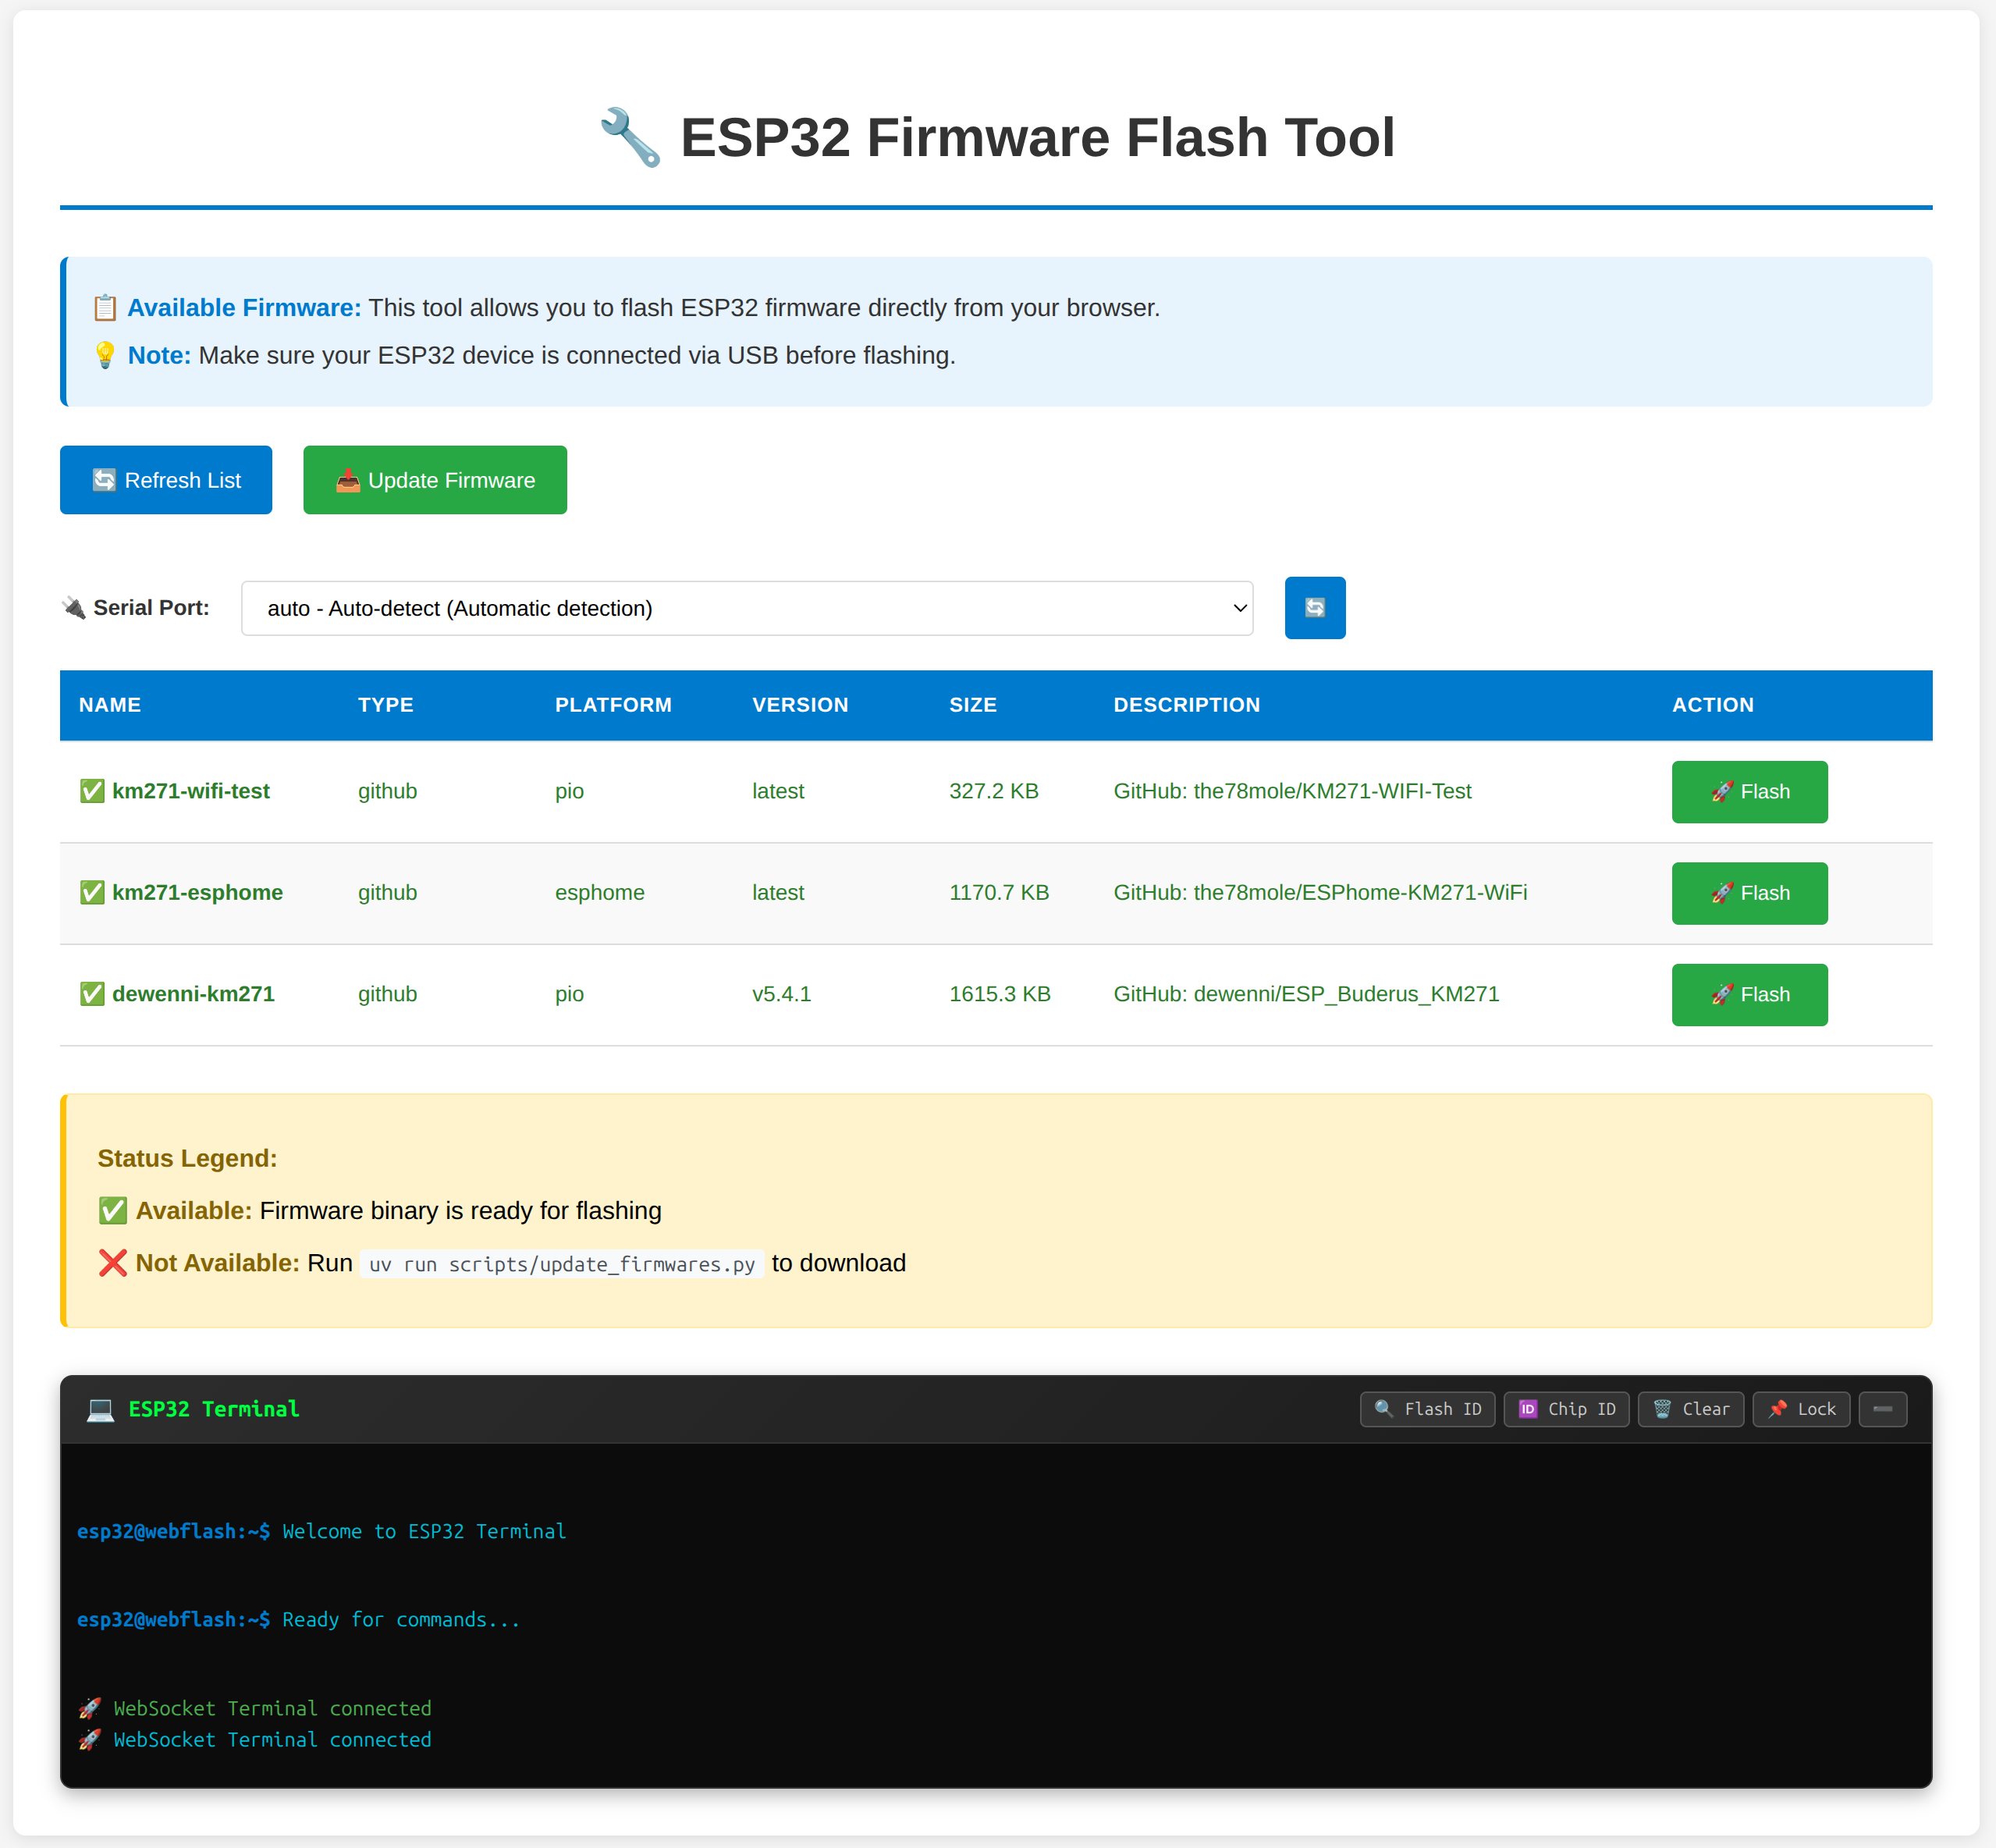 🔧 ESP32 Firmware Flash Tool
📋 Available Firmware: This tool allows you to flash ESP32 firmware directly from your browser.
💡 Note: Make sure your ESP32 device is connected via USB before flashing.
🔄 Refresh List 📥 Update Firmware
🔌 Serial Port: auto - Auto-detect (Automatic detection) 🔄
NAME TYPE PLATFORM VERSION SIZE DESCRIPTION ACTION
✅ km271-wifi-test github pio latest 327.2 KB GitHub: the78mole/KM271-WIFI-Test 🚀 Flash
✅ km271-esphome github esphome latest 1170.7 KB GitHub: the78mole/ESPhome-KM271-WiFi 🚀 Flash
✅ dewenni-km271 github pio v5.4.1 1615.3 KB GitHub: dewenni/ESP_Buderus_KM271 🚀 Flash
Status Legend:
✅ Available: Firmware binary is ready for flashing
❌ Not Available: Run uv run scripts/update_firmwares.py to download
💻 ESP32 Terminal 🔍 Flash ID 🆔 Chip ID 🗑️ Clear 📌 Lock ➖
esp32@webflash:~$ Welcome to ESP32 Terminal
esp32@webflash:~$ Ready for commands...
🚀 WebSocket Terminal connected
🚀 WebSocket Terminal connected